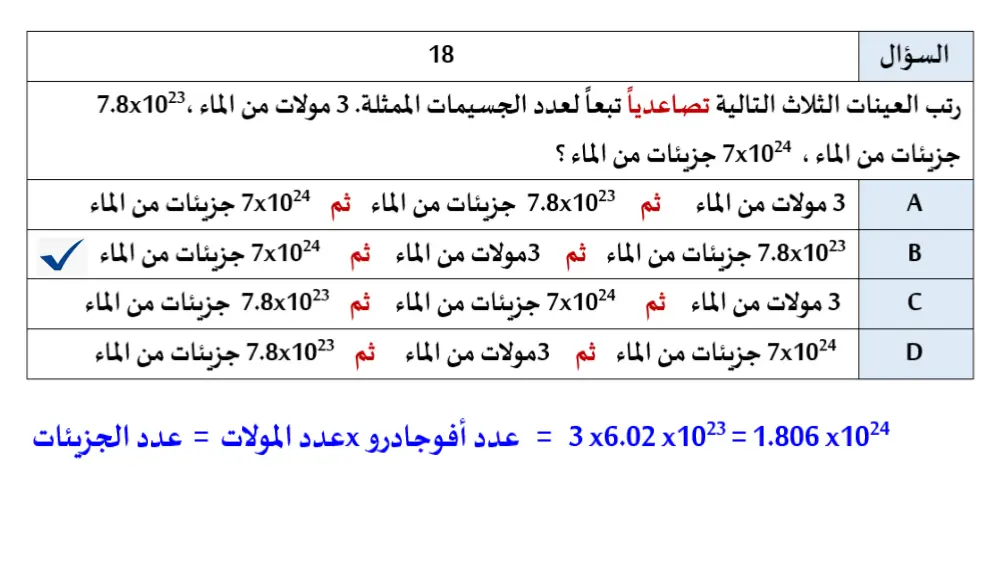 السؤال 18
رتب العينات الثلاث التالية تصاعدياً تبعاً لعدد الجسيمات الممثلة. 3 مولات من الماء ، 7.8x10²³
جزيئات من الماء ، 7x10²⁴ جزيئات من الماء ؟
A 3 مولات من الماء ثم 7.8x10²³ جزيئات من الماء ثم 7x10²⁴ جزيئات من الماء
B 7.8x10²³ جزيئات من الماء ثم 3مولات من الماء ثم 7x10²⁴ جزيئات من الماء
C 3 مولات من الماء ثم 7x10²⁴ جزيئات من الماء ثم 7.8x10²³ جزيئات من الماء
D 7x10²⁴ جزيئات من الماء ثم 3مولات من الماء ثم 7.8x10²³ جزيئات من الماء
عدد الجزيئات = عدد المولات x عدد أفوجادرو = 3 x6.02 x10²³ = 1.806 x10²⁴